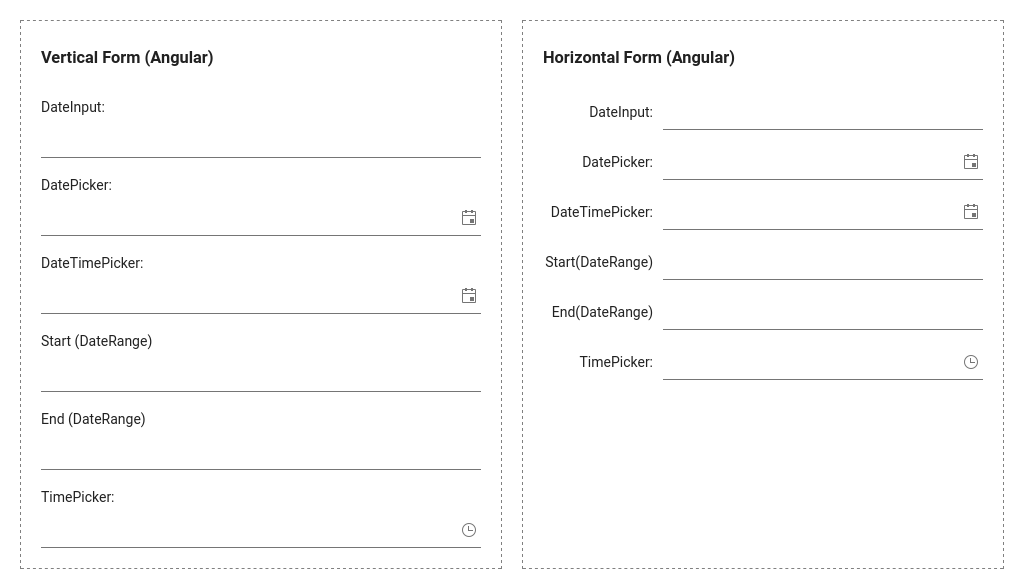 Vertical Form (Angular)
DateInput:
DatePicker:
DateTimePicker:
Start (DateRange)
End (DateRange)
TimePicker:
Horizontal Form (Angular)
DateInput:
DatePicker:
DateTimePicker:
Start(DateRange)
End(DateRange)
TimePicker: